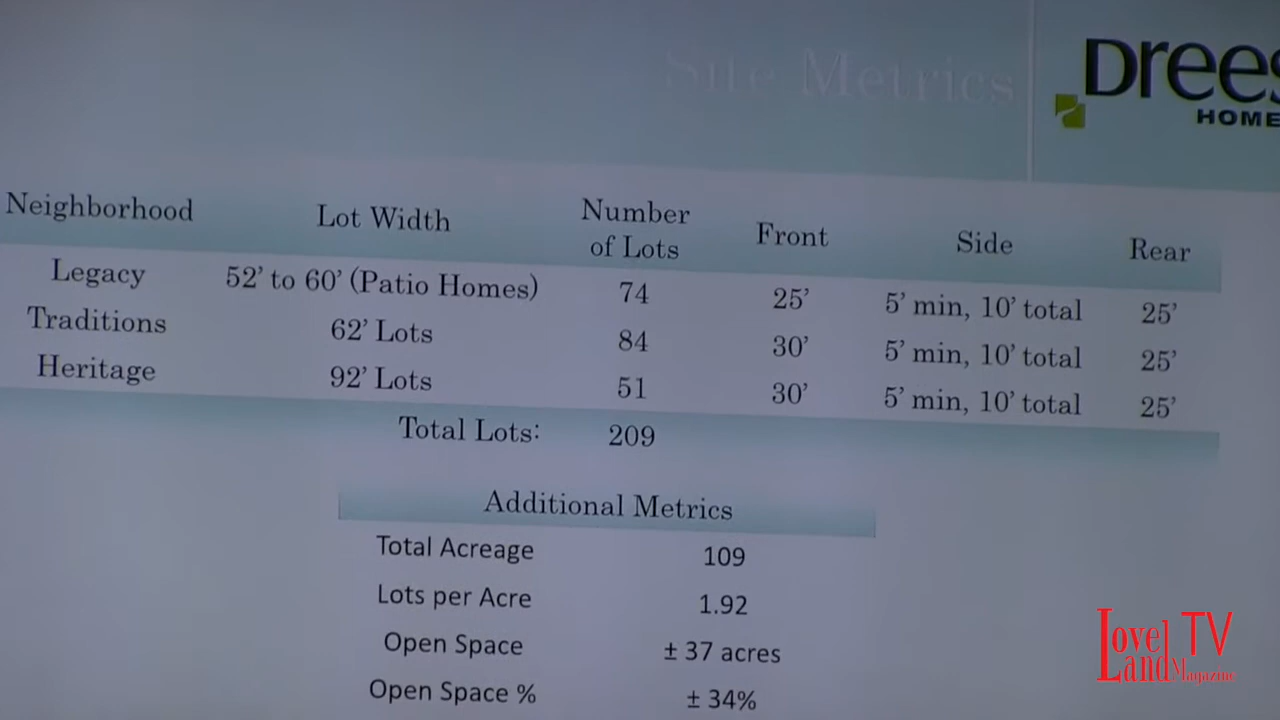 Site Metrics
Drees
HOME
Neighborhood Lot Width Number of Lots Front Side Rear
Legacy 52' to 60' (Patio Homes) 74 25' 5' min, 10' total 25'
Traditions 62' Lots 84 30' 5' min, 10' total 25'
Heritage 92' Lots 51 30' 5' min, 10' total 25'
Total Lots: 209
Additional Metrics
Total Acreage 109
Lots per Acre 1.92
Open Space ± 37 acres
Open Space % ± 34%
Lovel TV
Land Magazine